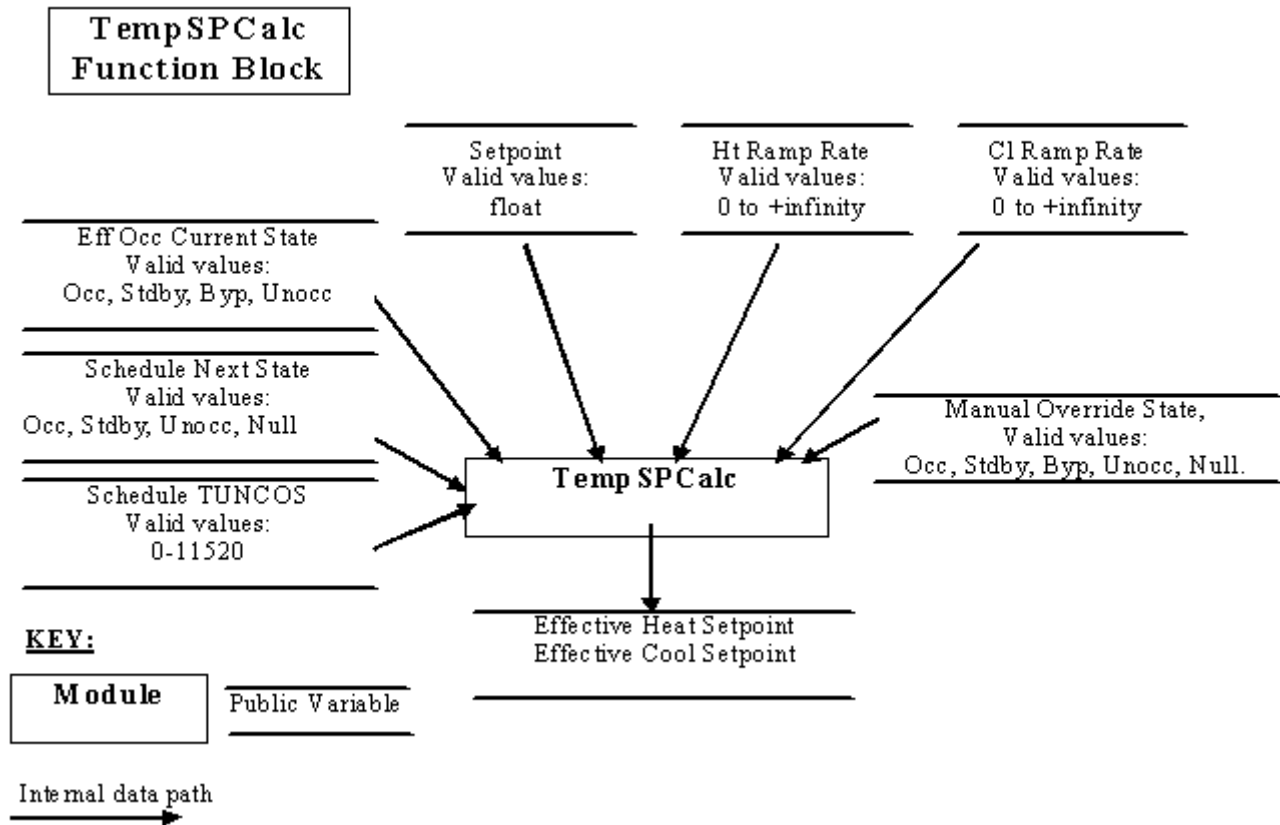 TempSPCalc
Function Block
Setpoint
Valid values:
float
Ht Ramp Rate
Valid values:
0 to +infinity
Cl Ramp Rate
Valid values:
0 to +infinity
Eff Occ Current State
Valid values:
Occ, Stdby, Byp, Unocc
Schedule Next State
Valid values:
Occ, Stdby, Unocc, Null
Schedule TUNCOS
Valid values:
0-11520
Manual Override State,
Valid values:
Occ, Stdby, Byp, Unocc, Null.
TempSPCalc
Effective Heat Setpoint
Effective Cool Setpoint
KEY:
Module
Public Variable
Internal data path